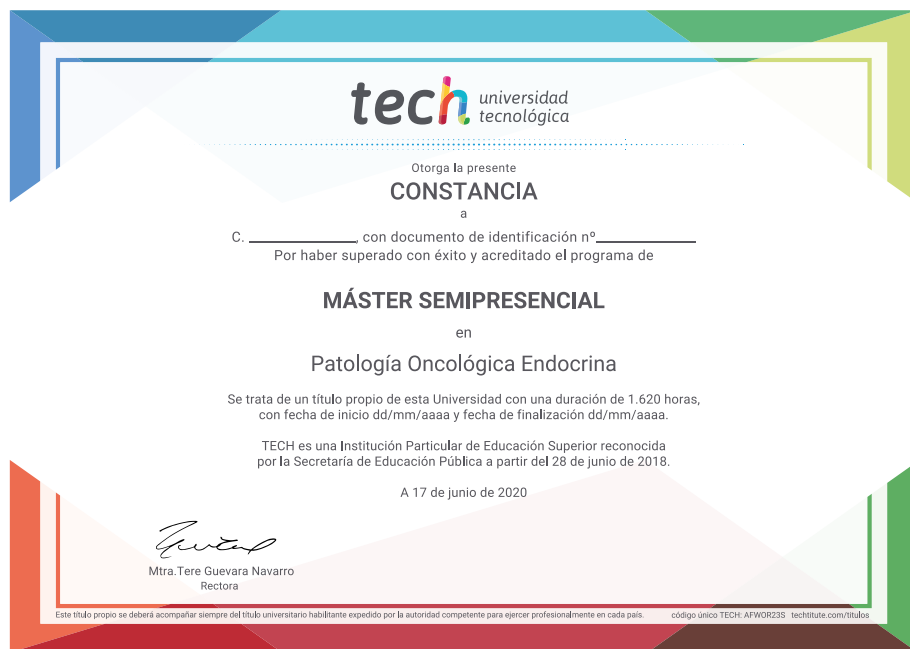 tech universidad
tecnológica
Otorga la presente
CONSTANCIA
a
C. ____________, con documento de identificación nº____________
Por haber superado con éxito y acreditado el programa de
MÁSTER SEMIPRESENCIAL
en
Patología Oncológica Endocrina
Se trata de un título propio de esta Universidad con una duración de 1.620 horas,
con fecha de inicio dd/mm/aaaa y fecha de finalización dd/mm/aaaa.
TECH es una Institución Particular de Educación Superior reconocida
por la Secretaría de Educación Pública a partir del 28 de junio de 2018.
A 17 de junio de 2020
Mtra.Tere Guevara Navarro
Rectora
Este título propio se deberá acompañar siempre del título universitario habilitante expedido por la autoridad competente para ejercer profesionalmente en cada país. código único TECH: AFWOR23S techtitute.com/titulos